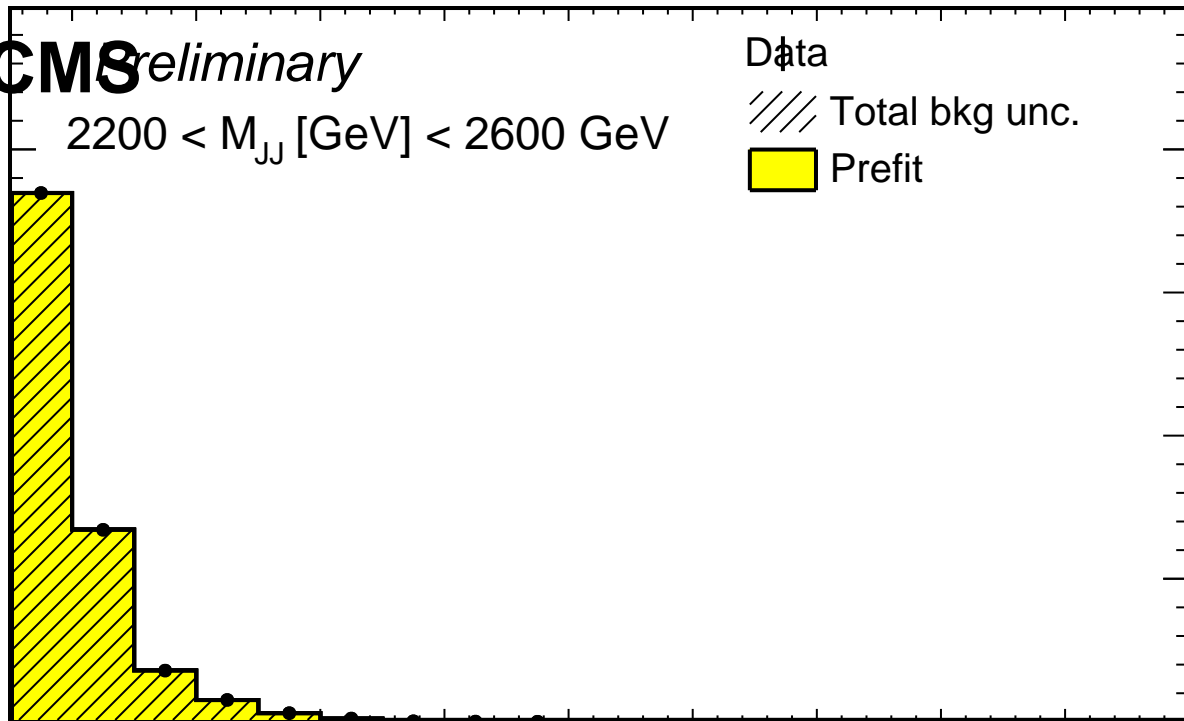 CMS Preliminary
2200 < M_JJ [GeV] < 2600 GeV
Data
Total bkg unc.
Prefit